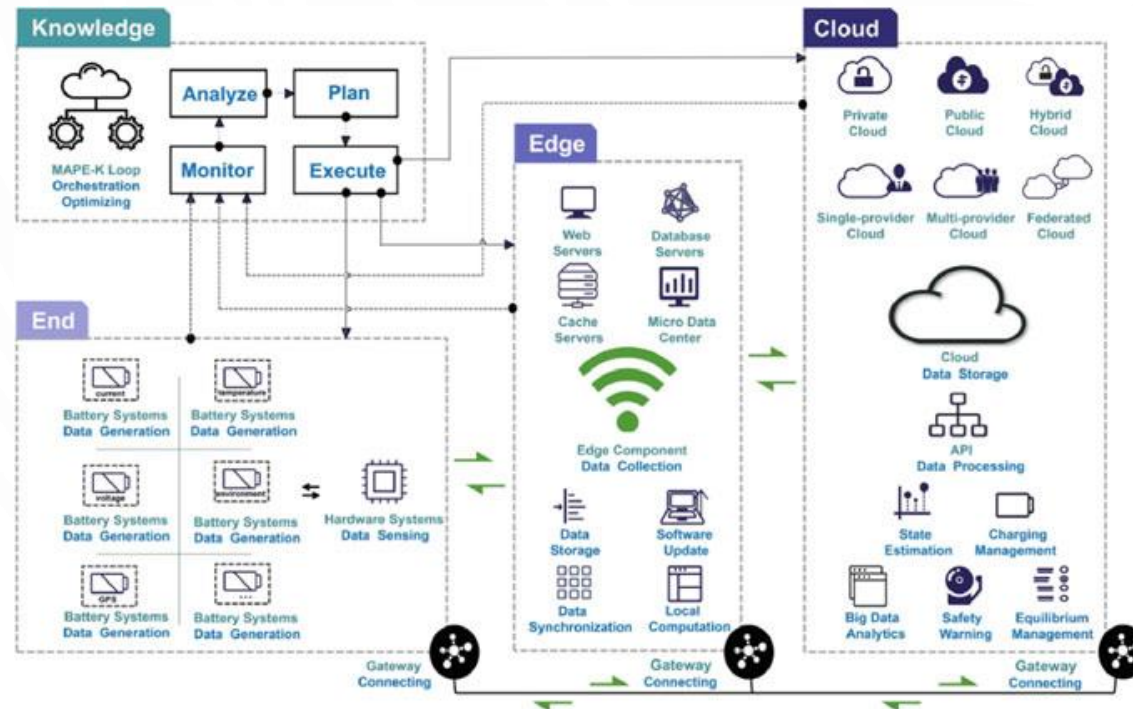 Knowledge
MAPE-K Loop
Orchestration
Optimizing
Analyze
Plan
Monitor
Execute
End
current
Battery Systems
Data Generation
temperature
Battery Systems
Data Generation
voltage
Battery Systems
Data Generation
environment
Battery Systems
Data Generation
Hardware Systems
Data Sensing
GPS
Battery Systems
Data Generation
...
Battery Systems
Data Generation
Gateway
Connecting
Edge
Web
Servers
Database
Servers
Cache
Servers
Micro Data
Center
Edge Component
Data Collection
Data
Storage
Software
Update
Data
Synchronization
Local
Computation
Gateway
Connecting
Cloud
Private
Cloud
Public
Cloud
Hybrid
Cloud
Single-provider
Cloud
Multi-provider
Cloud
Federated
Cloud
Cloud
Data Storage
API
Data Processing
State
Estimation
Charging
Management
Big Data
Analytics
Safety
Warning
Equilibrium
Management
Gateway
Connecting